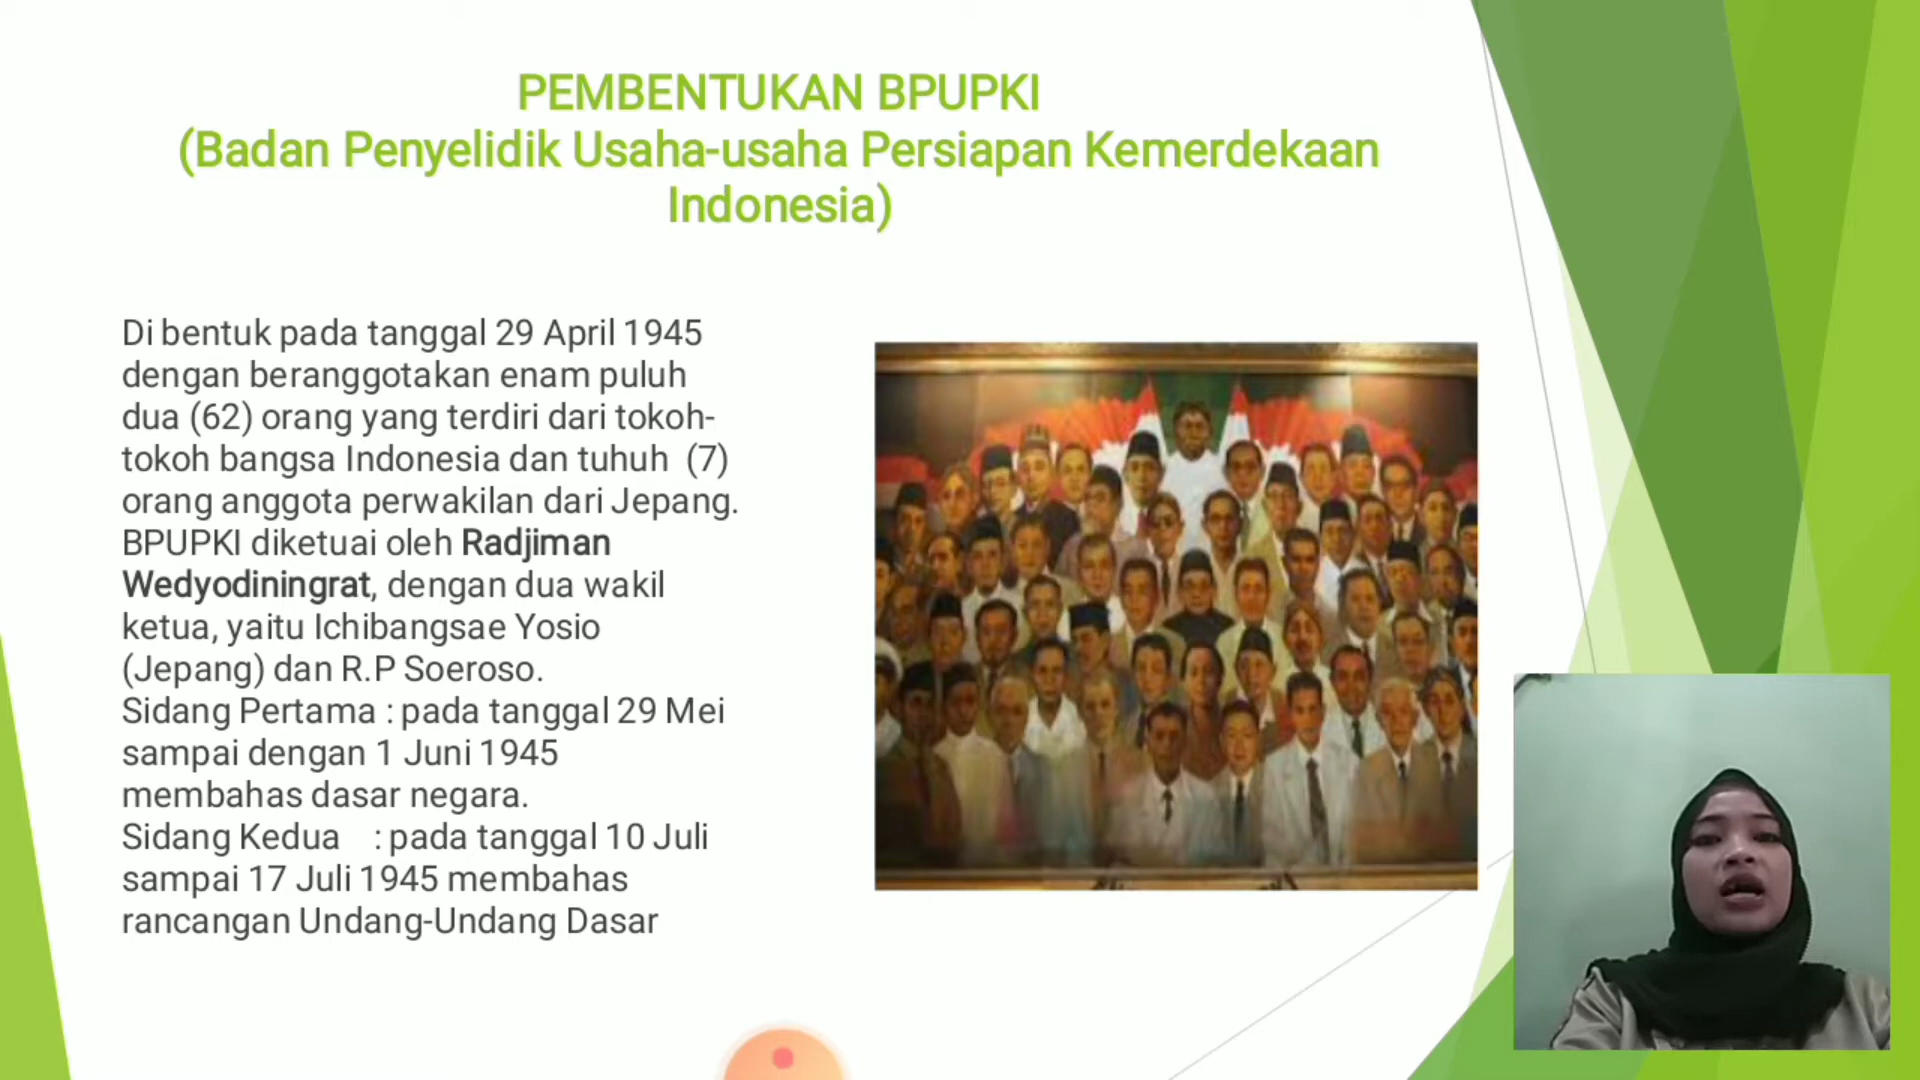 PEMBENTUKAN BPUPKI
(Badan Penyelidik Usaha-usaha Persiapan Kemerdekaan
Indonesia)
Di bentuk pada tanggal 29 April 1945
dengan beranggotakan enam puluh
dua (62) orang yang terdiri dari tokoh-
tokoh bangsa Indonesia dan tuhuh (7)
orang anggota perwakilan dari Jepang.
BPUPKI diketuai oleh Radjiman
Wedyodiningrat, dengan dua wakil
ketua, yaitu Ichibangsae Yosio
(Jepang) dan R.P Soeroso.
Sidang Pertama : pada tanggal 29 Mei
sampai dengan 1 Juni 1945
membahas dasar negara.
Sidang Kedua : pada tanggal 10 Juli
sampai 17 Juli 1945 membahas
rancangan Undang-Undang Dasar